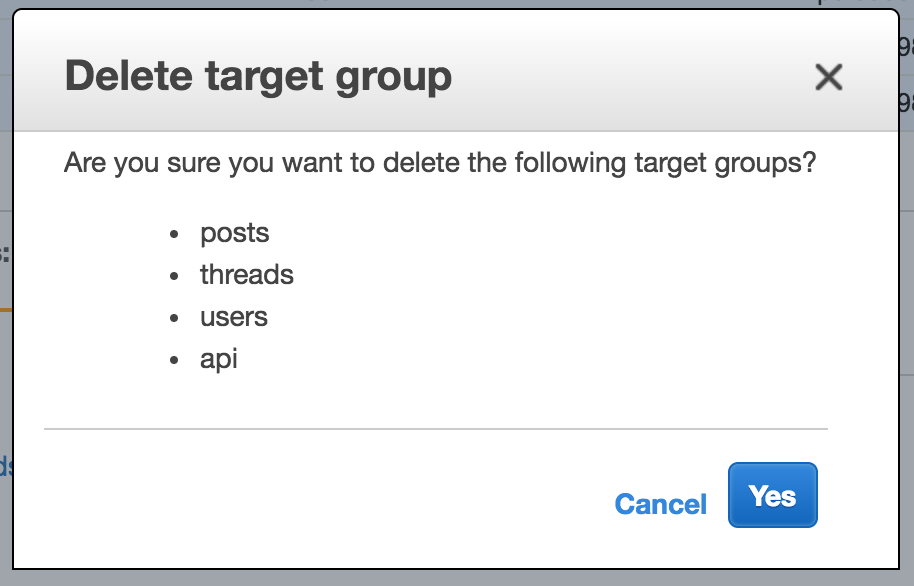 Delete target group
Are you sure you want to delete the following target groups?
• posts
• threads
• users
• api
Cancel Yes